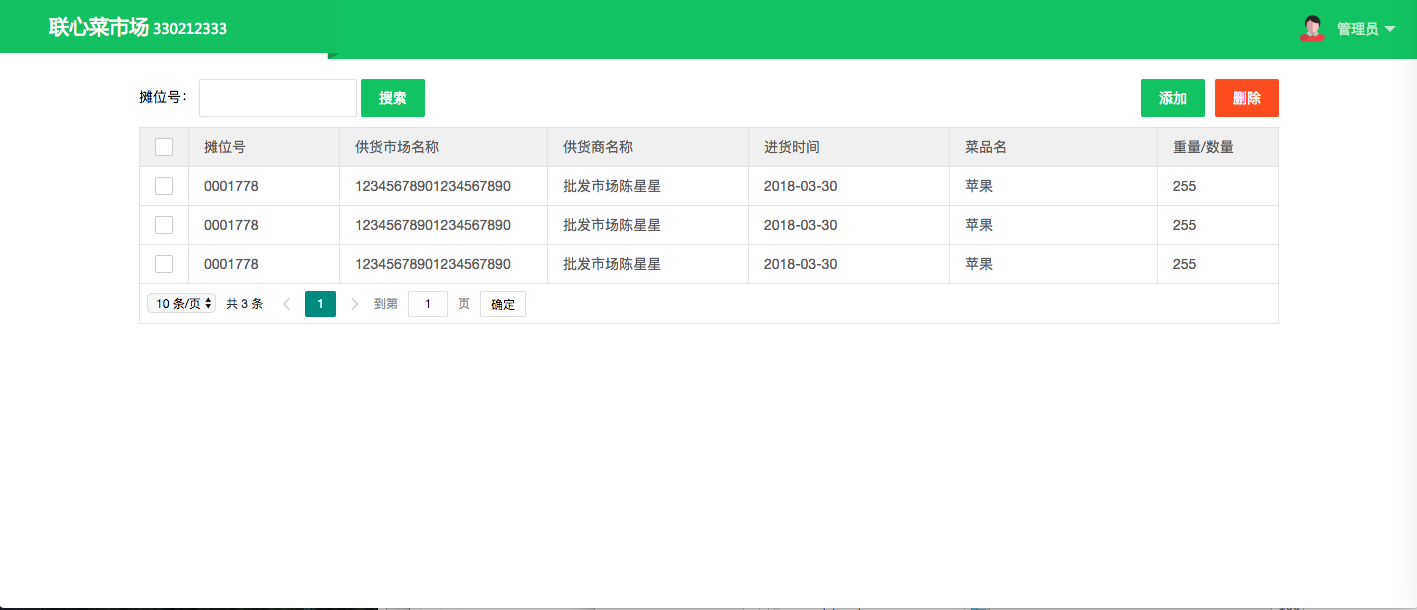 联心菜市场 330212333
管理员
摊位号： 搜索 添加 删除
摊位号 供货市场名称 供货商名称 进货时间 菜品名 重量/数量
0001778 12345678901234567890 批发市场陈星星 2018-03-30 苹果 255
0001778 12345678901234567890 批发市场陈星星 2018-03-30 苹果 255
0001778 12345678901234567890 批发市场陈星星 2018-03-30 苹果 255
10 条/页 共 3 条 1 到第 1 页 确定